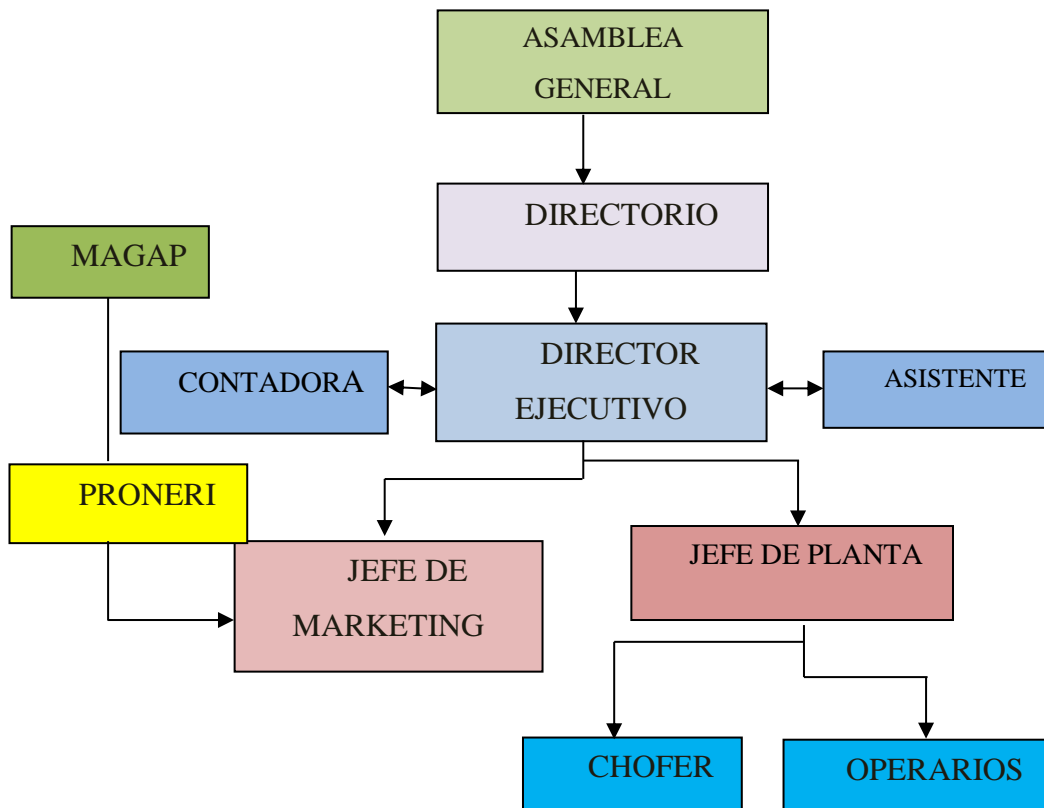 ASAMBLEA
GENERAL
DIRECTORIO
MAGAP
DIRECTOR
EJECUTIVO
CONTADORA
ASISTENTE
PRONERI
JEFE DE
MARKETING
JEFE DE PLANTA
CHOFER
OPERARIOS